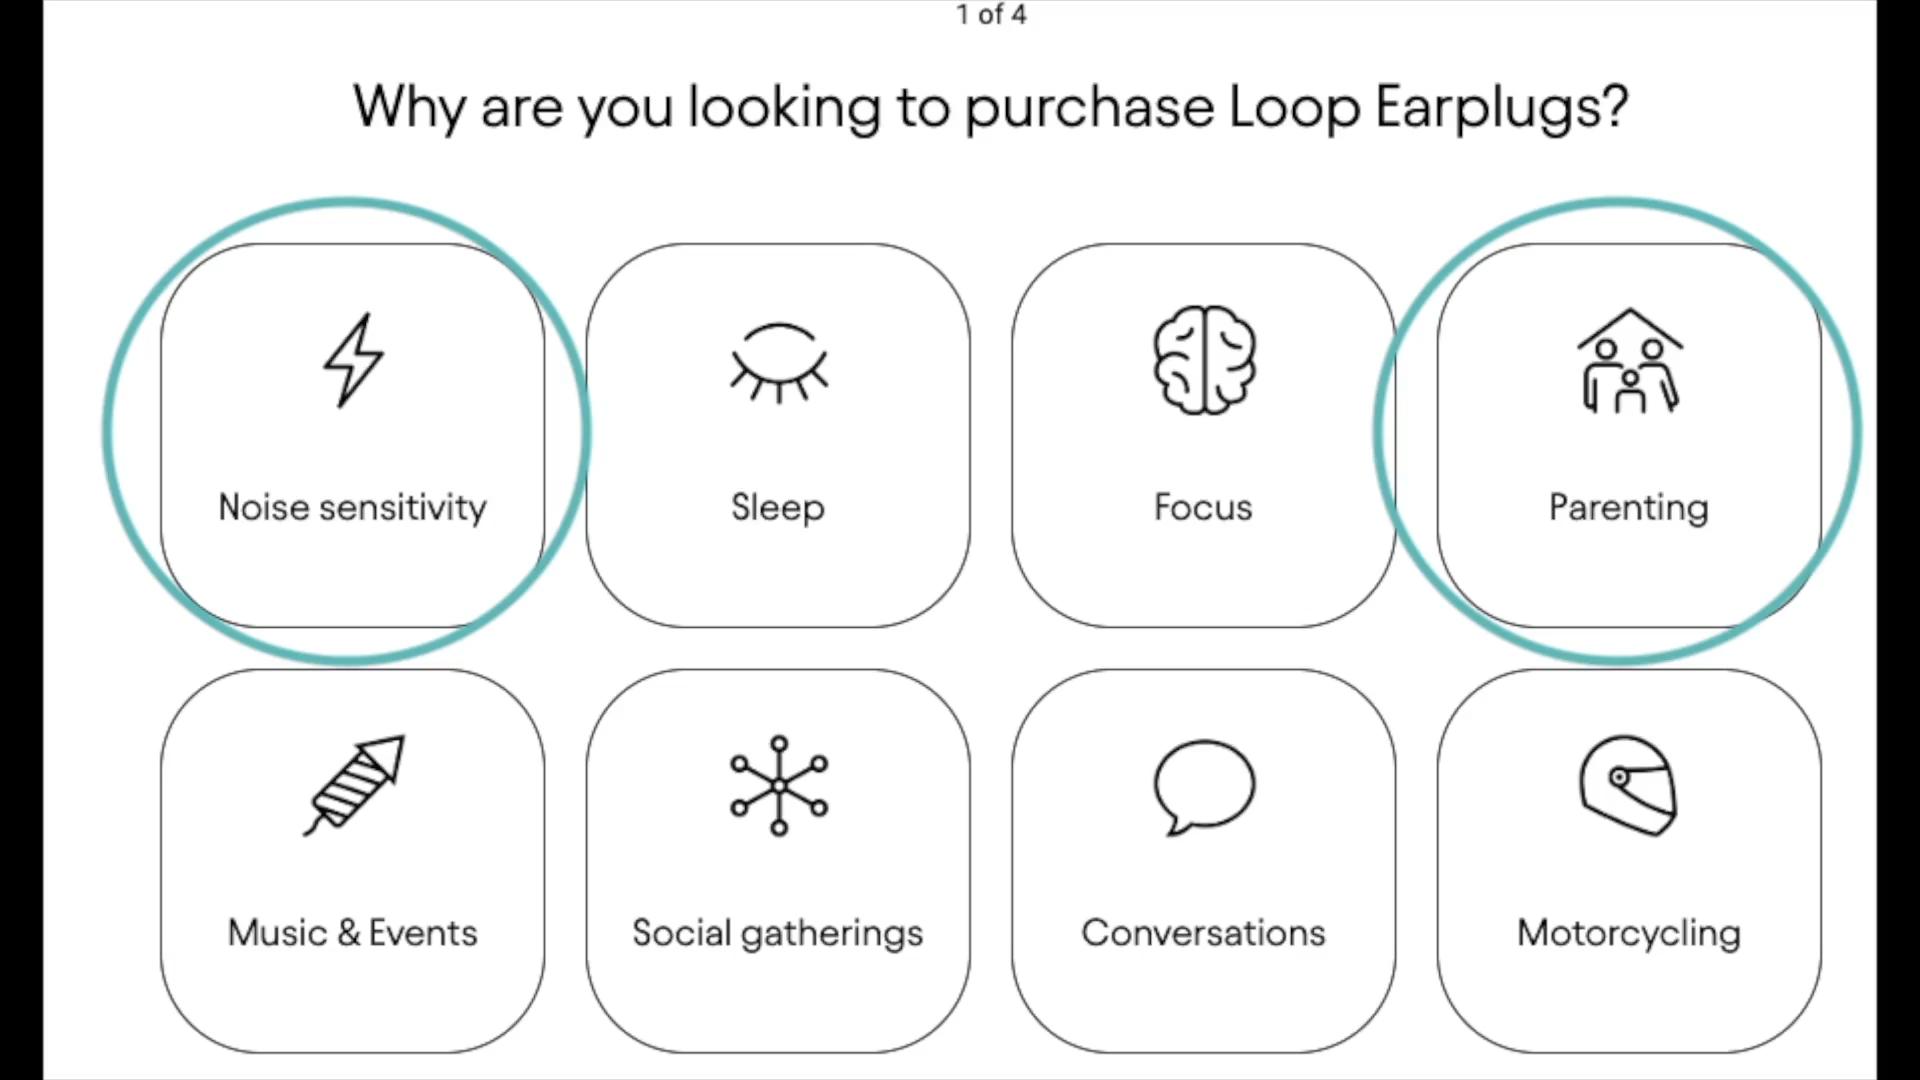 1 of 4
Why are you looking to purchase Loop Earplugs?
Noise sensitivity
Sleep
Focus
Parenting
Music & Events
Social gatherings
Conversations
Motorcycling